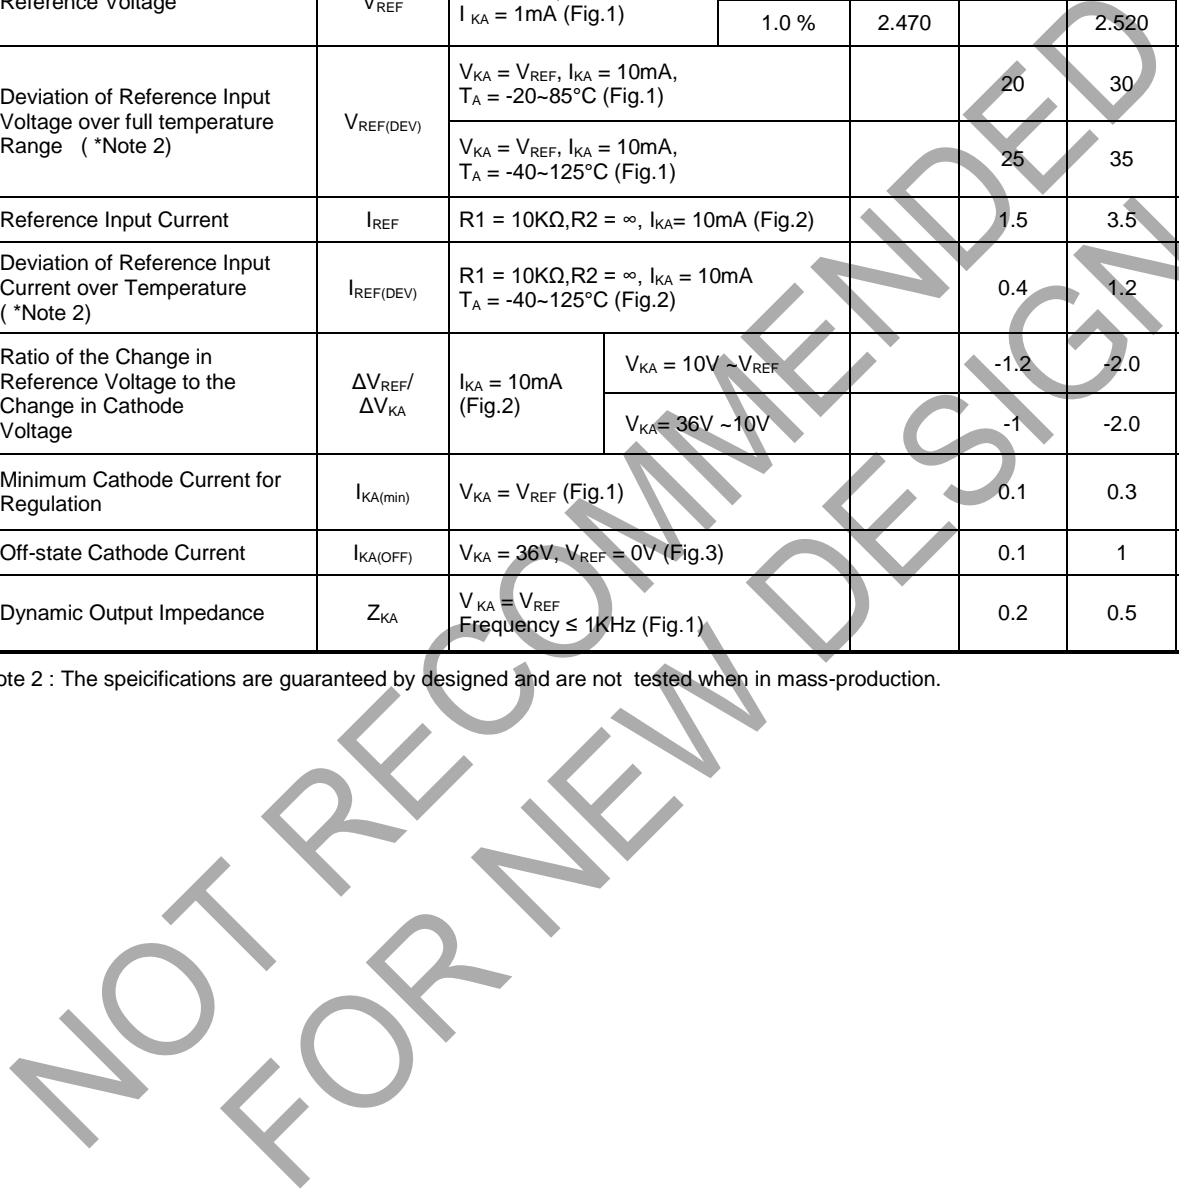 Reference Voltage VREF
I KA = 1mA (Fig.1) 1.0 % 2.470 2.520
Deviation of Reference Input
Voltage over full temperature
Range ( *Note 2)
VREF(DEV)
VKA = VREF, IKA = 10mA,
TA = -20~85°C (Fig.1)
20 30
VKA = VREF, IKA = 10mA,
TA = -40~125°C (Fig.1)
25 35
Reference Input Current IREF R1 = 10KΩ,R2 = ∞, IKA= 10mA (Fig.2) 1.5 3.5
Deviation of Reference Input
Current over Temperature
( *Note 2)
IREF(DEV)
R1 = 10KΩ,R2 = ∞, IKA = 10mA
TA = -40~125°C (Fig.2)
0.4 1.2
Ratio of the Change in
Reference Voltage to the
Change in Cathode
Voltage
ΔVREF/
ΔVKA
IKA = 10mA
(Fig.2)
VKA = 10V ~VREF -1.2 -2.0
VKA= 36V ~10V -1 -2.0
Minimum Cathode Current for
Regulation
IKA(min) VKA = VREF (Fig.1) 0.1 0.3
Off-state Cathode Current IKA(OFF) VKA = 36V, VREF = 0V (Fig.3) 0.1 1
Dynamic Output Impedance ZKA
V KA = VREF
Frequency ≤ 1KHz (Fig.1)
0.2 0.5
ote 2 : The speicifications are guaranteed by designed and are not tested when in mass-production.
NOT RECOMMENDED
FOR NEW DESIGN